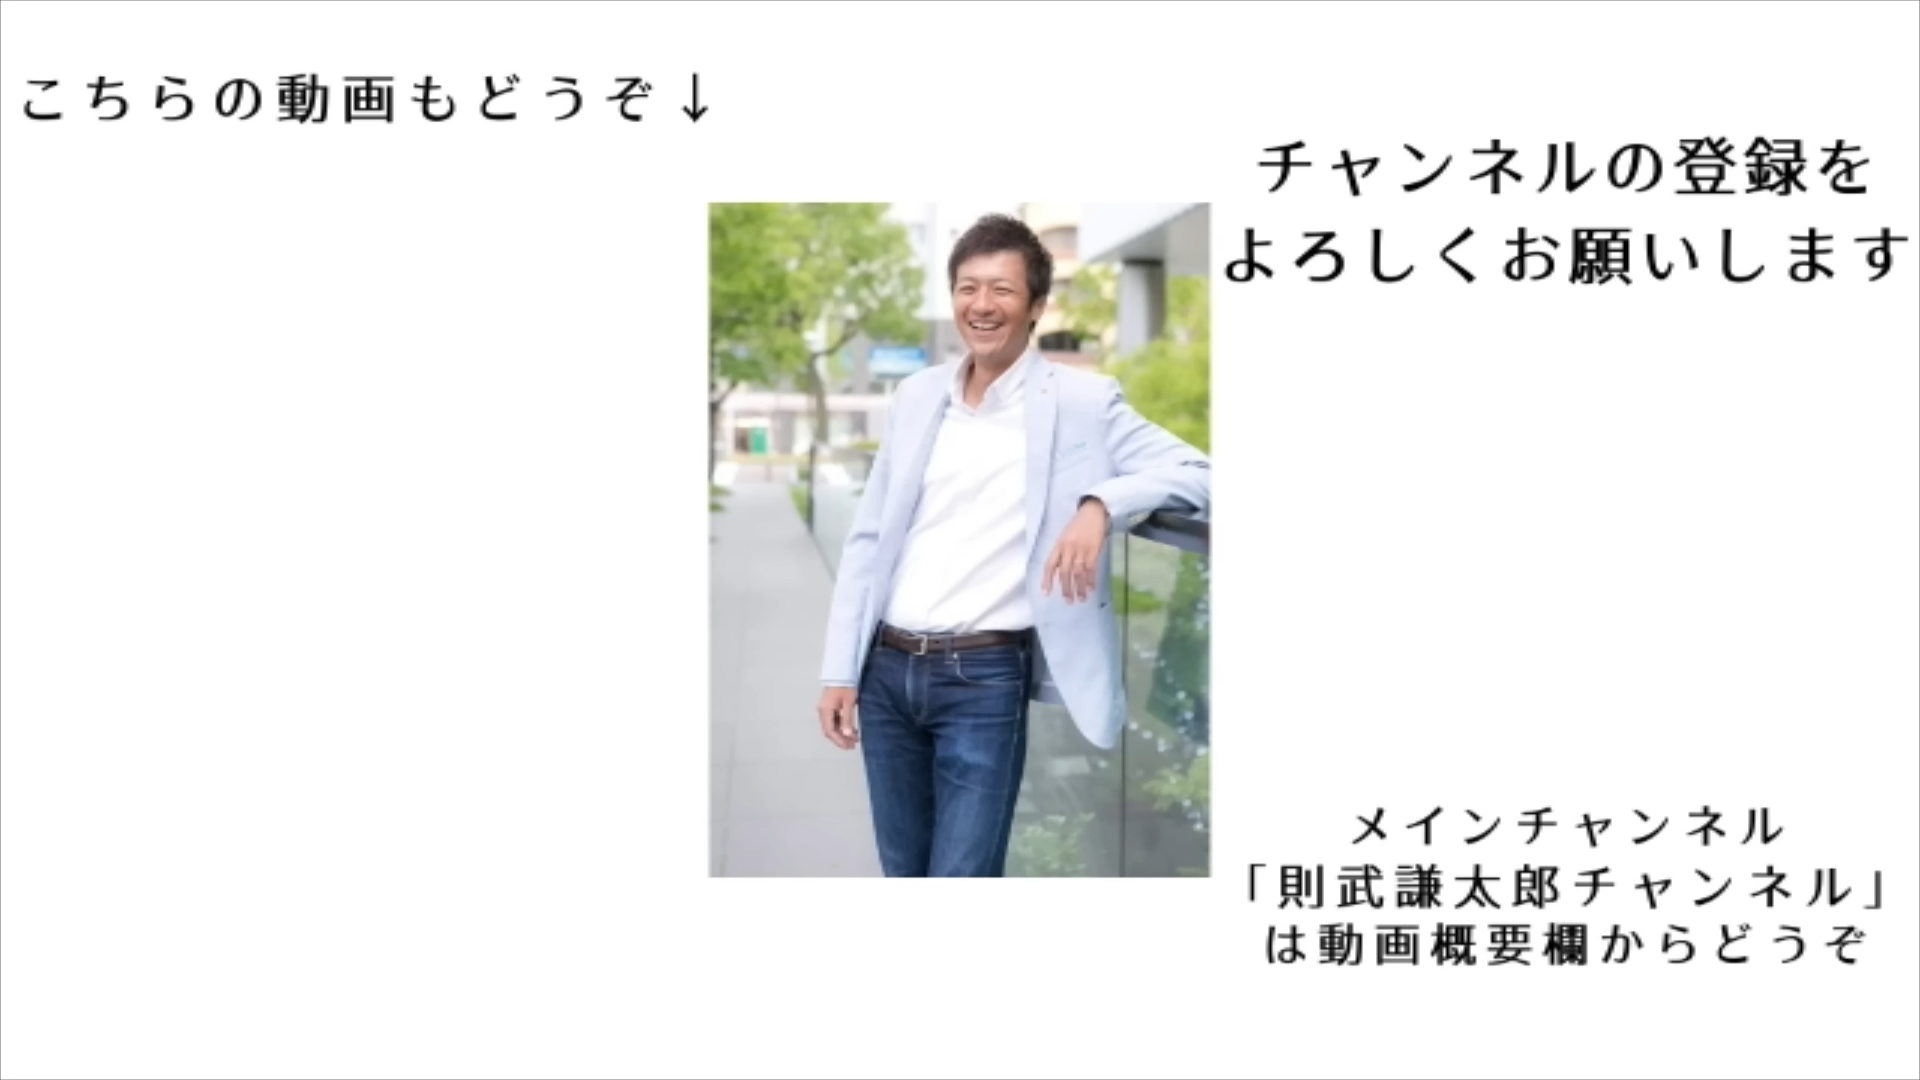 こちらの動画もどうぞ↓
チャンネルの登録を
よろしくお願いします
メインチャンネル
「則武謙太郎チャンネル」
は動画概要欄からどうぞ